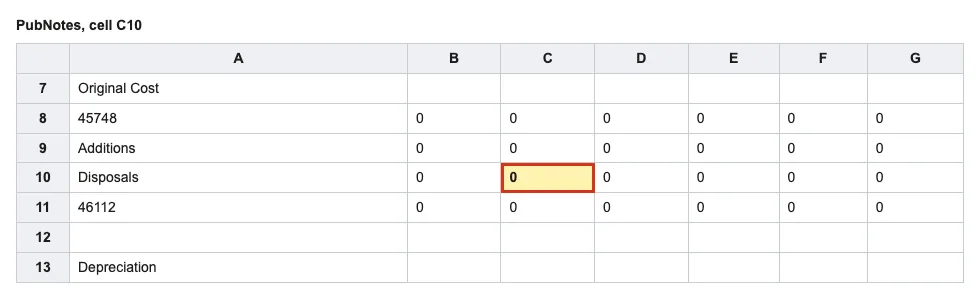 PubNotes, cell C10
A B C D E F G
7 Original Cost
8 45748 0 0 0 0 0 0
9 Additions 0 0 0 0 0 0
10 Disposals 0 0 0 0 0 0
11 46112 0 0 0 0 0 0
12
13 Depreciation